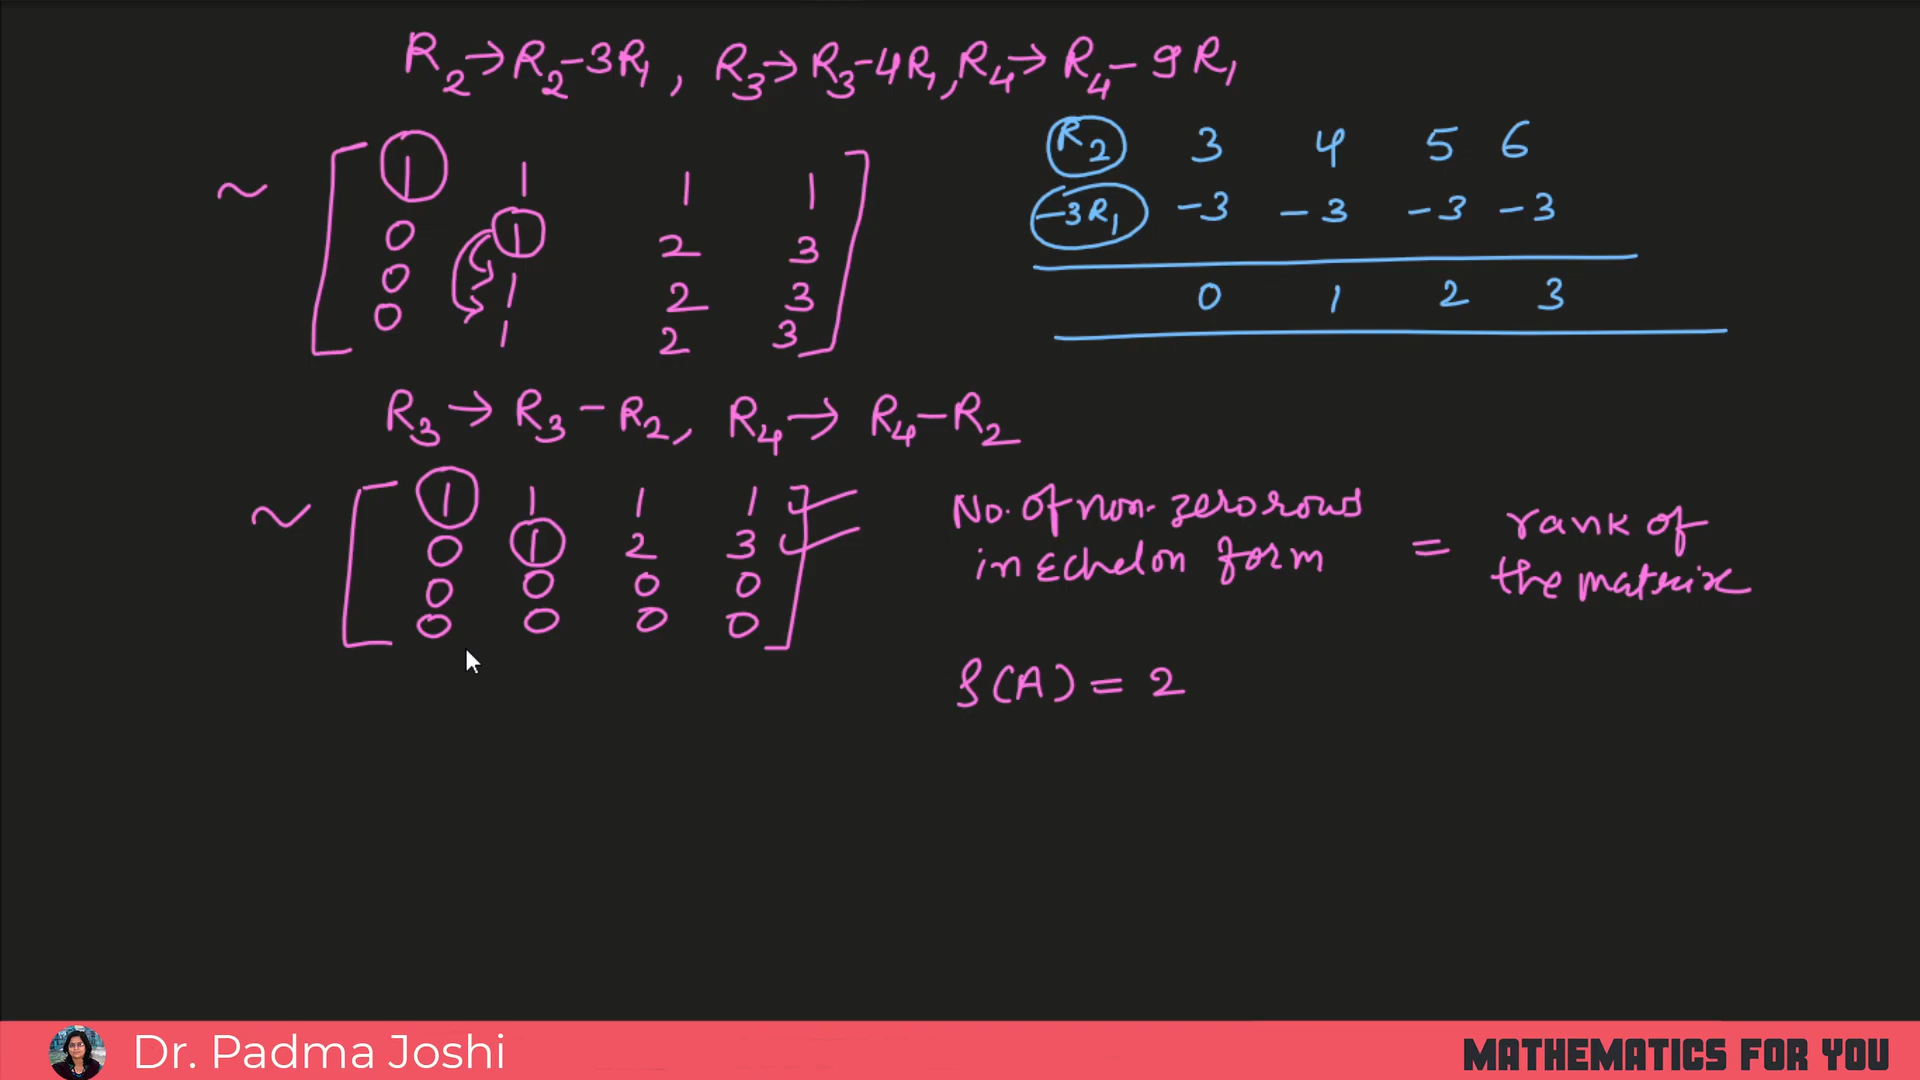 R₂→R₂-3R₁, R₃→R₃-4R₁, R₄→R₄-9R₁
R₂ 3 4 5 6
-3R₁ -3 -3 -3 -3
0 1 2 3
~ [1 1 1 1
0 1 2 3
0 1 2 3
0 1 2 3]
R₃→R₃-R₂, R₄→R₄-R₂
~ [1 1 1 1
0 1 2 3
0 0 0 0
0 0 0 0]
No. of non-zero rows
in Echelon form
= rank of
the matrix
ρ(A) = 2
Dr. Padma Joshi
MATHEMATICS FOR YOU